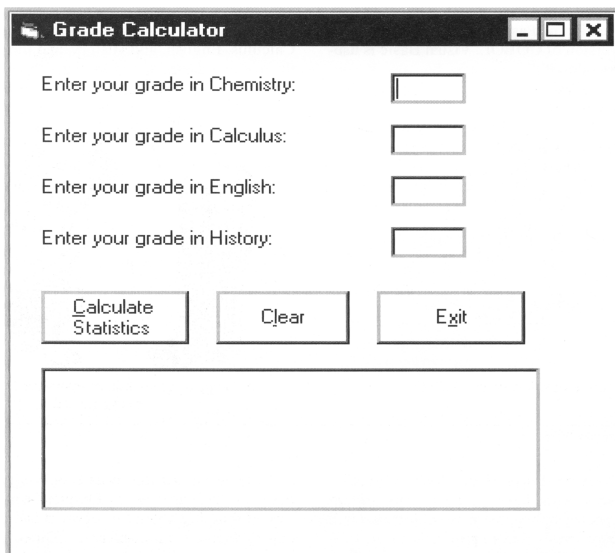 Grade Calculator
Enter your grade in Chemistry:
Enter your grade in Calculus:
Enter your grade in English:
Enter your grade in History:
Calculate
Statistics
Clear
Exit